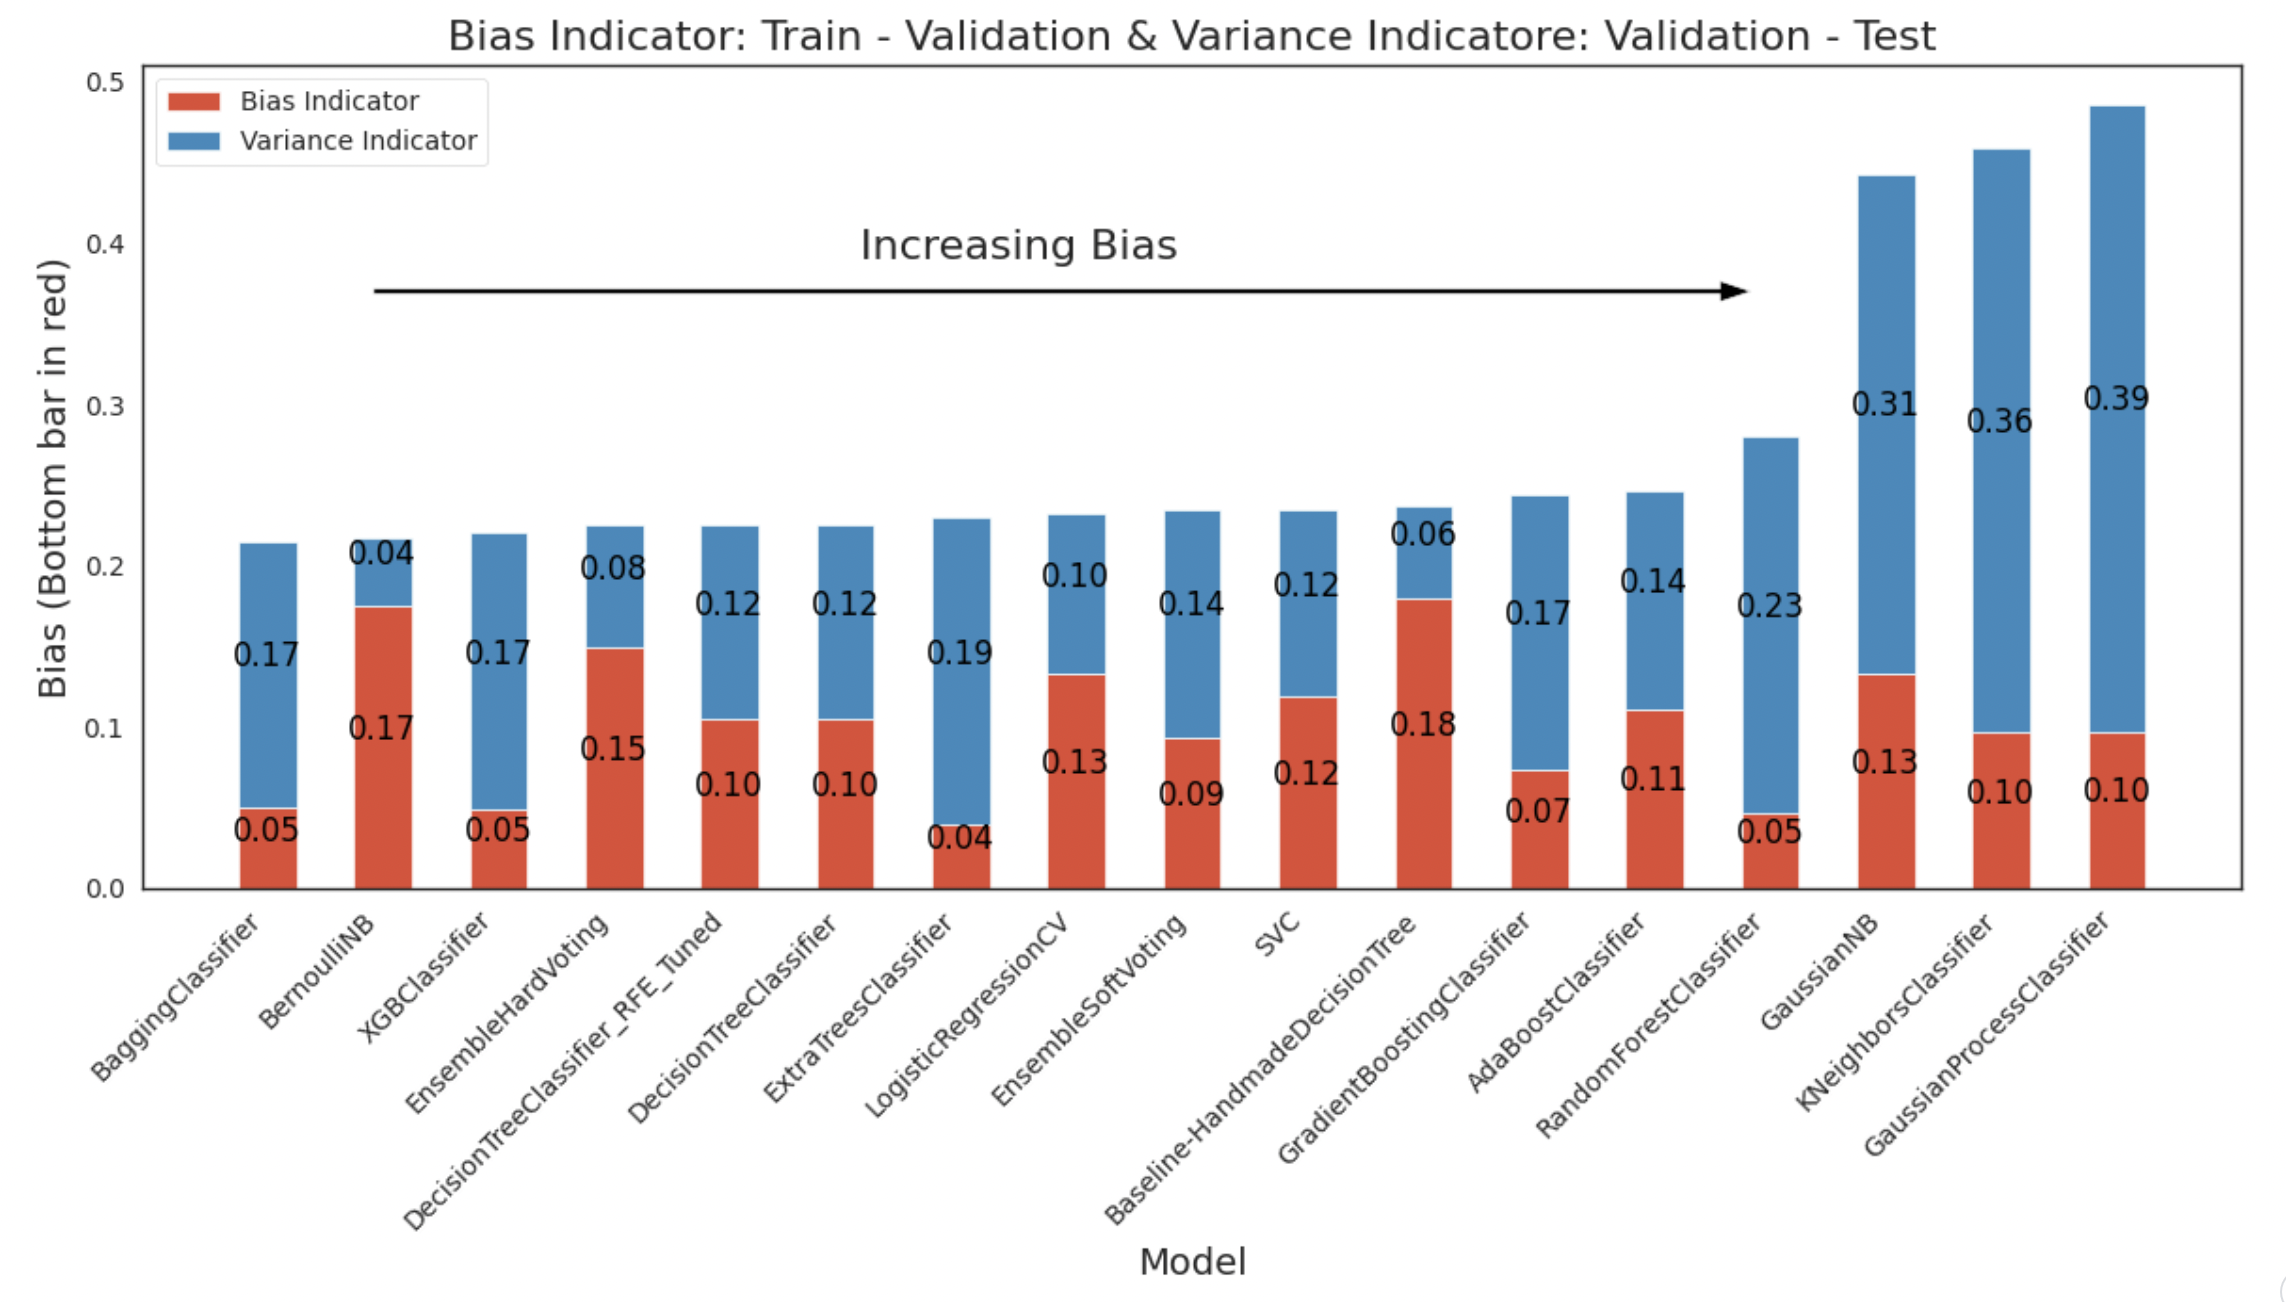 Bias Indicator: Train - Validation & Variance Indicatore: Validation - Test
Bias Indicator
Variance Indicator
Increasing Bias
Bias (Bottom bar in red)
0.5
0.4
0.3
0.2
0.1
0.0
0.17
0.05
0.04
0.17
0.17
0.05
0.08
0.15
0.12
0.10
0.12
0.10
0.19
0.04
0.10
0.13
0.14
0.09
0.12
0.12
0.06
0.18
0.17
0.07
0.14
0.11
0.23
0.05
0.31
0.13
0.36
0.10
0.39
0.10
BaggingClassifier
BernoulliNB
XGBClassifier
EnsembleHardVoting
DecisionTreeClassifier_RFE_Tuned
DecisionTreeClassifier
ExtraTreesClassifier
LogisticRegressionCV
EnsembleSoftVoting
SVC
Baseline-HandmadeDecisionTree
GradientBoostingClassifier
AdaBoostClassifier
RandomForestClassifier
GaussianNB
KNeighborsClassifier
GaussianProcessClassifier
Model